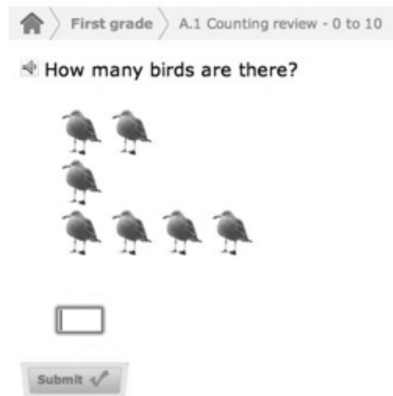 First grade A.1 Counting review - 0 to 10
How many birds are there?
Submit